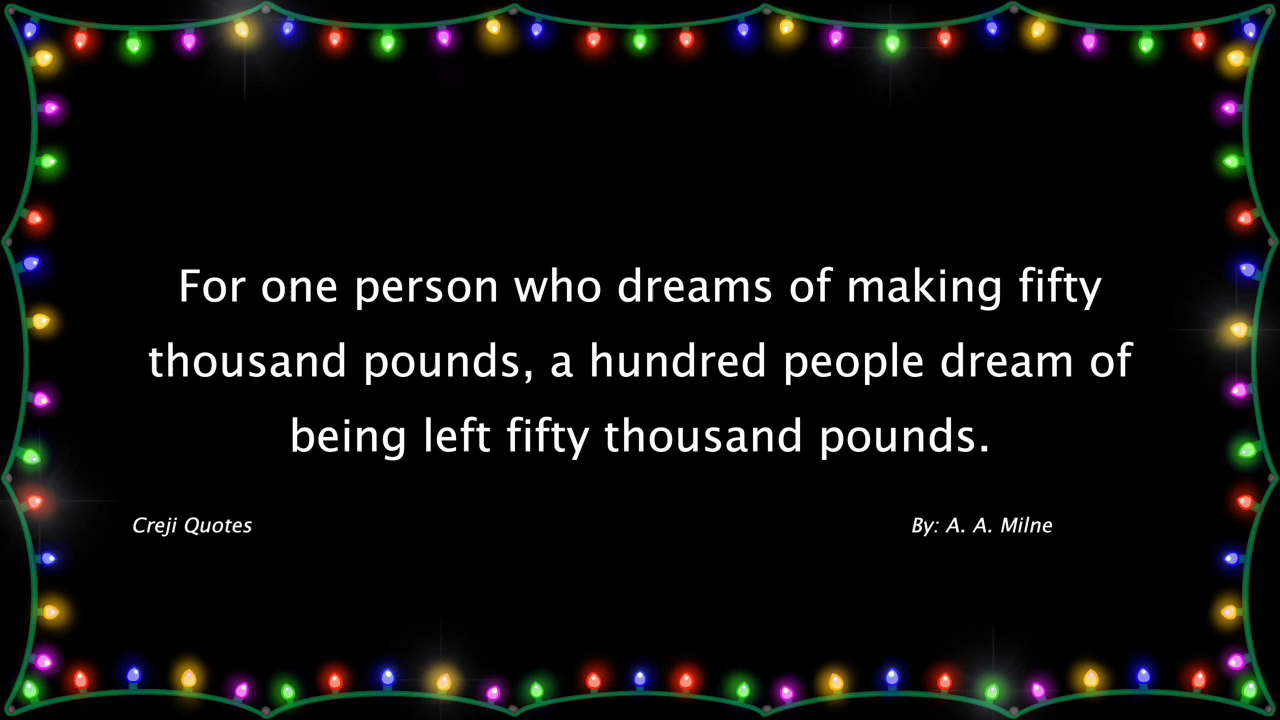 For one person who dreams of making fifty
thousand pounds, a hundred people dream of
being left fifty thousand pounds.
Creji Quotes
By: A. A. Milne